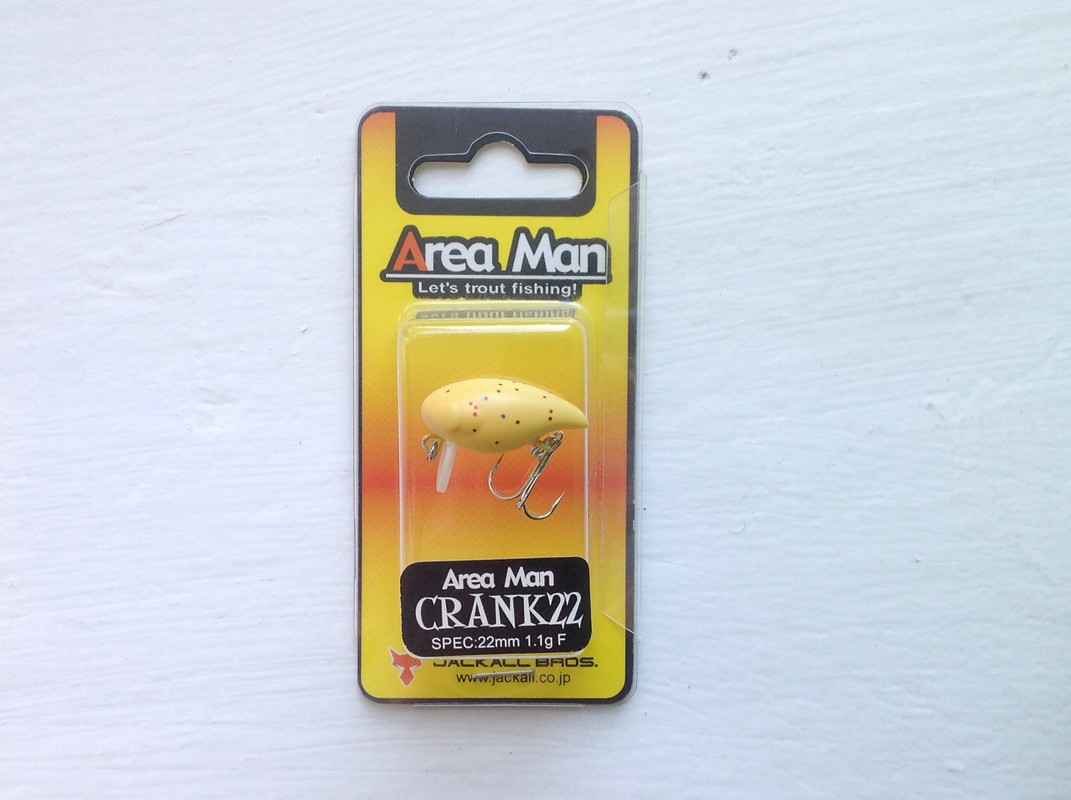 Area Man
Let's trout fishing!
Area Man
CRANK22
SPEC:22mm 1.1g F
JACKALL BROS.
www.jackall.co.jp